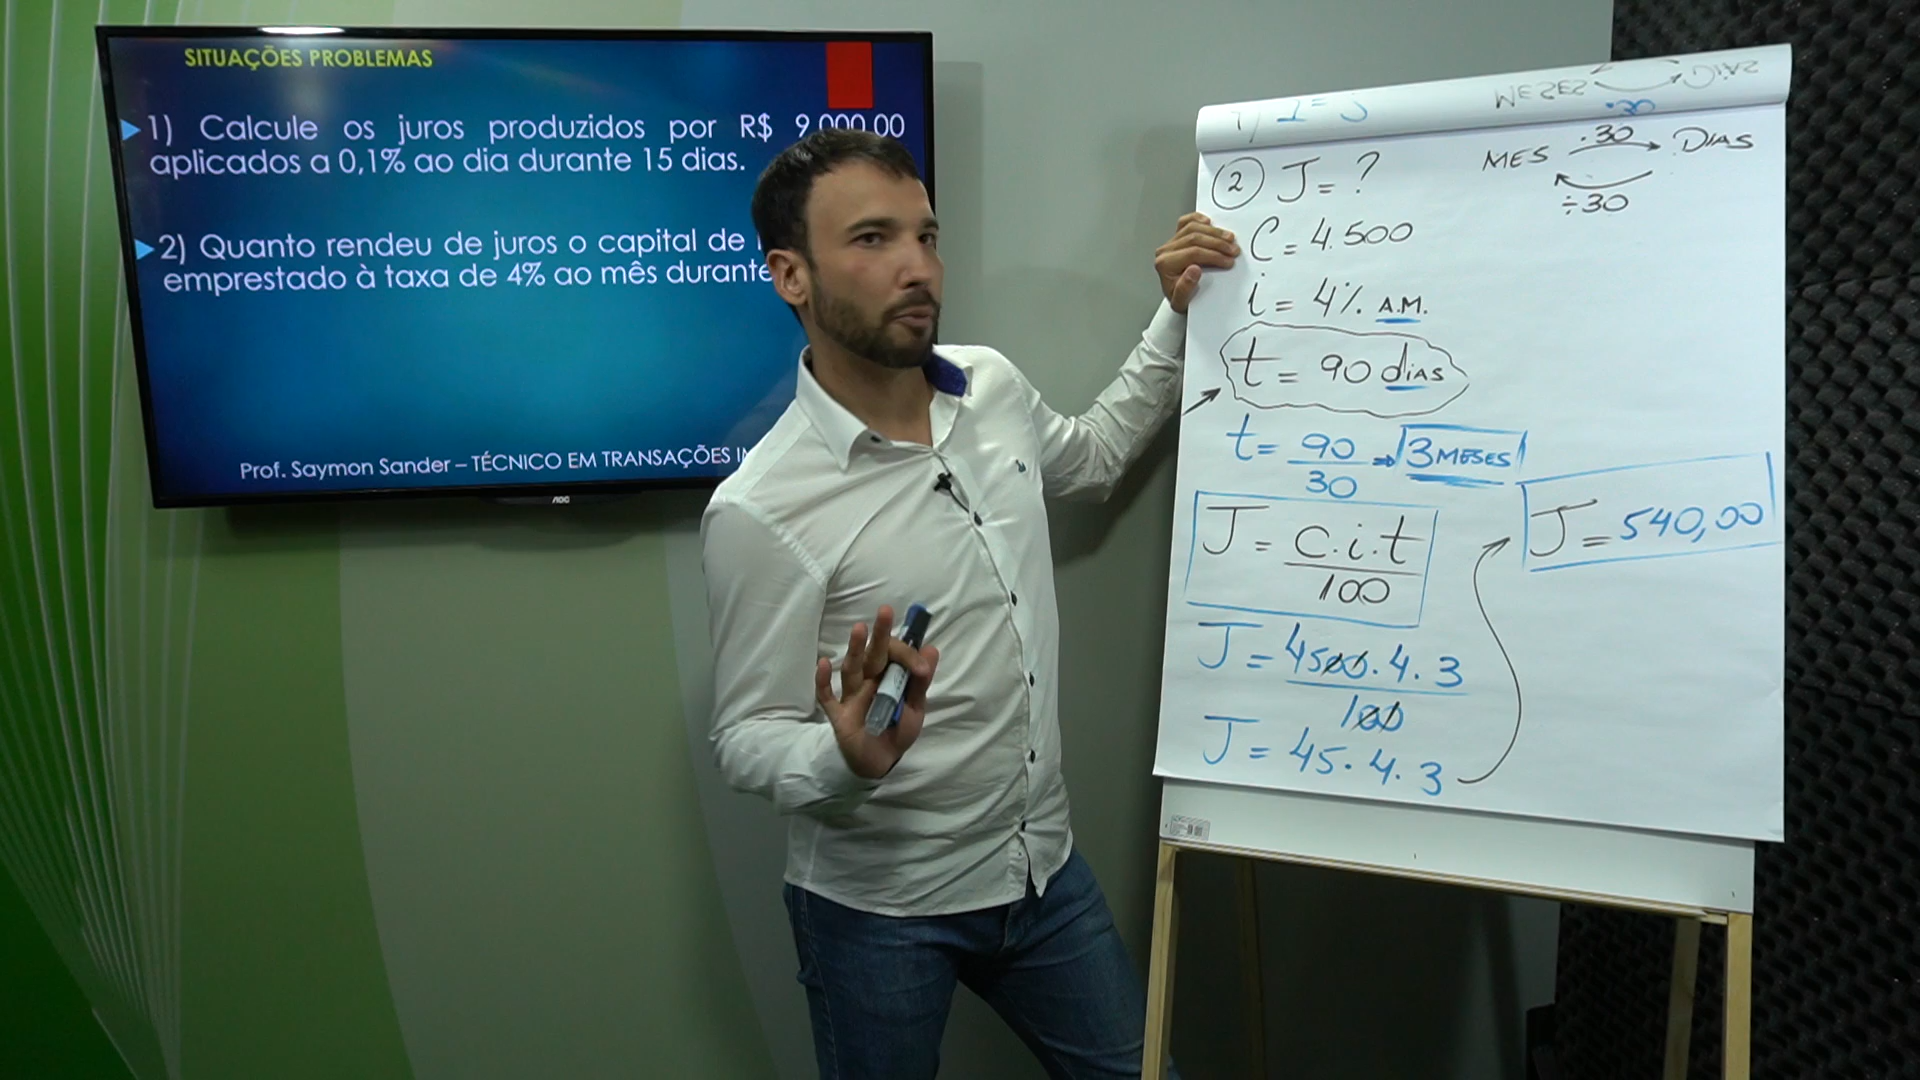 SITUAÇÕES PROBLEMAS
1) Calcule os juros produzidos por R$ 9.000,00
aplicados a 0,1% ao dia durante 15 dias.
2) Quanto rendeu de juros o capital de
emprestado à taxa de 4% ao mês durante
Prof. Saymon Sander – TÉCNICO EM TRANSAÇÕES
AOC
MESES DIAS
.30
MES .30 DIAS
÷30
2 J = ?
C = 4.500
i = 4% A.M.
t = 90 dias
t = 90/30 ⇒ 3 MESES
J = c.i.t/100
J = 4500.4.3/100
J = 45.4.3
J = 540,00